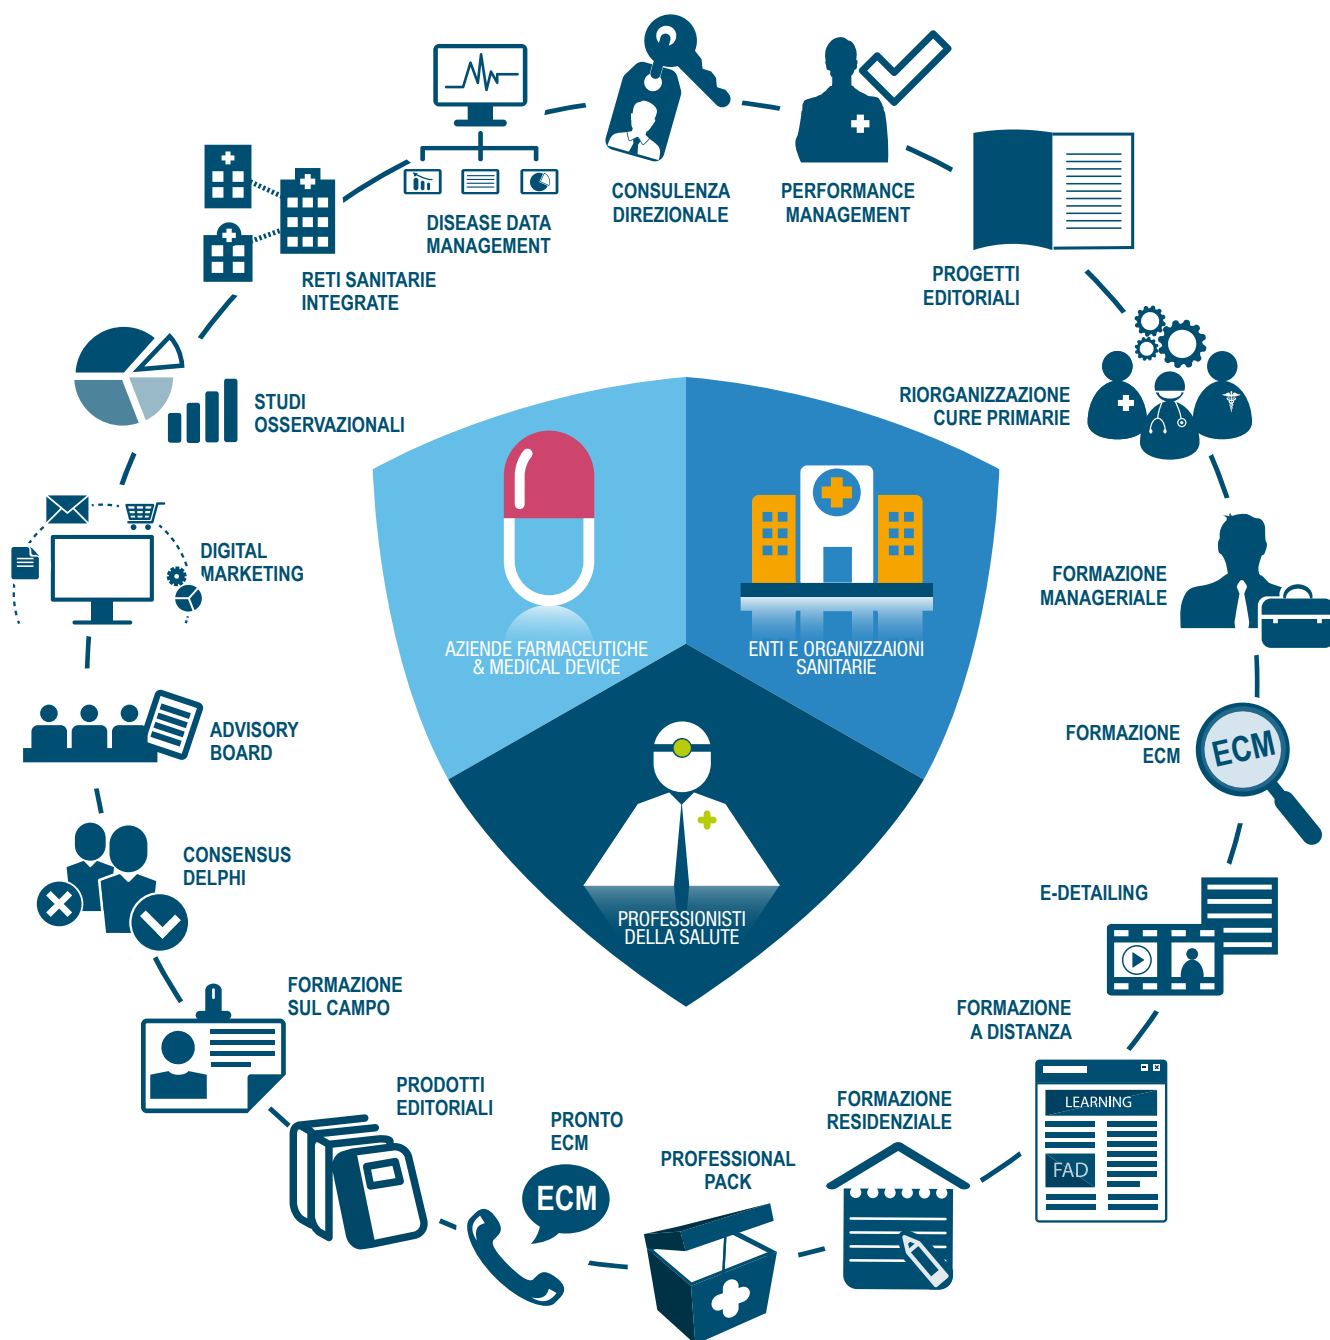 CONSULENZA
DIREZIONALE
PERFORMANCE
MANAGEMENT
PROGETTI
EDITORIALI
RIORGANIZZAZIONE
CURE PRIMARIE
FORMAZIONE
MANAGERIALE
FORMAZIONE
ECM
ECM
E-DETAILING
FORMAZIONE
A DISTANZA
LEARNING
FAD
FORMAZIONE
RESIDENZIALE
PROFESSIONAL
PACK
PRONTO
ECM
ECM
PRODOTTI
EDITORIALI
FORMAZIONE
SUL CAMPO
CONSENSUS
DELPHI
ADVISORY
BOARD
DIGITAL
MARKETING
STUDI
OSSERVAZIONALI
RETI SANITARIE
INTEGRATE
DISEASE DATA
MANAGEMENT
AZIENDE FARMACEUTICHE
& MEDICAL DEVICE
ENTI E ORGANIZZAIONI
SANITARIE
PROFESSIONISTI
DELLA SALUTE